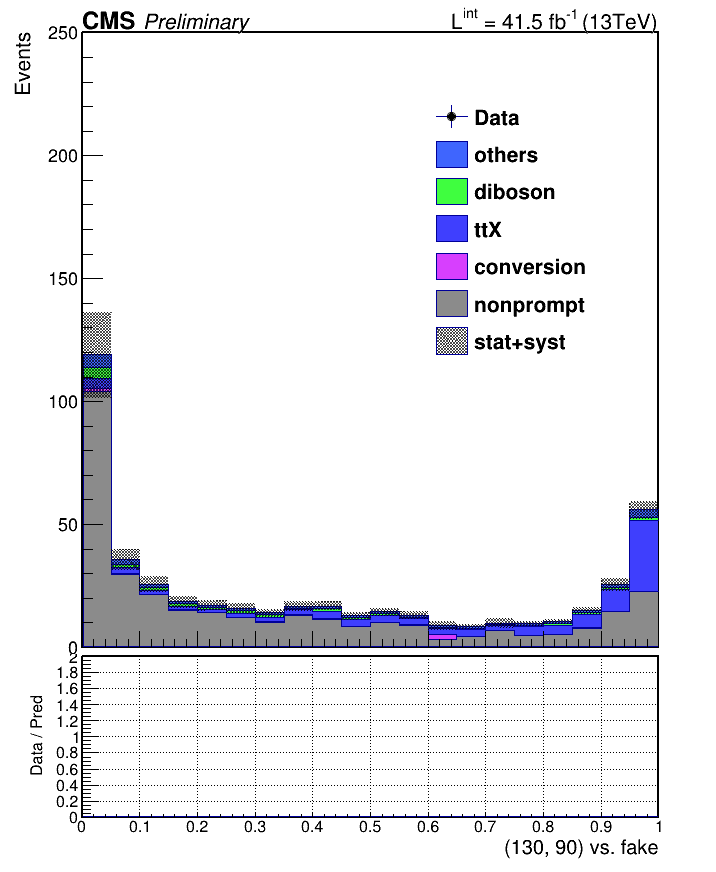 CMS Preliminary
L^int = 41.5 fb^-1 (13TeV)
Events
250
200
150
100
50
0
Data
others
diboson
ttX
conversion
nonprompt
stat+syst
Data / Pred
2
1.8
1.6
1.4
1.2
1
0.8
0.6
0.4
0.2
0
0 0.1 0.2 0.3 0.4 0.5 0.6 0.7 0.8 0.9 1
(130, 90) vs. fake